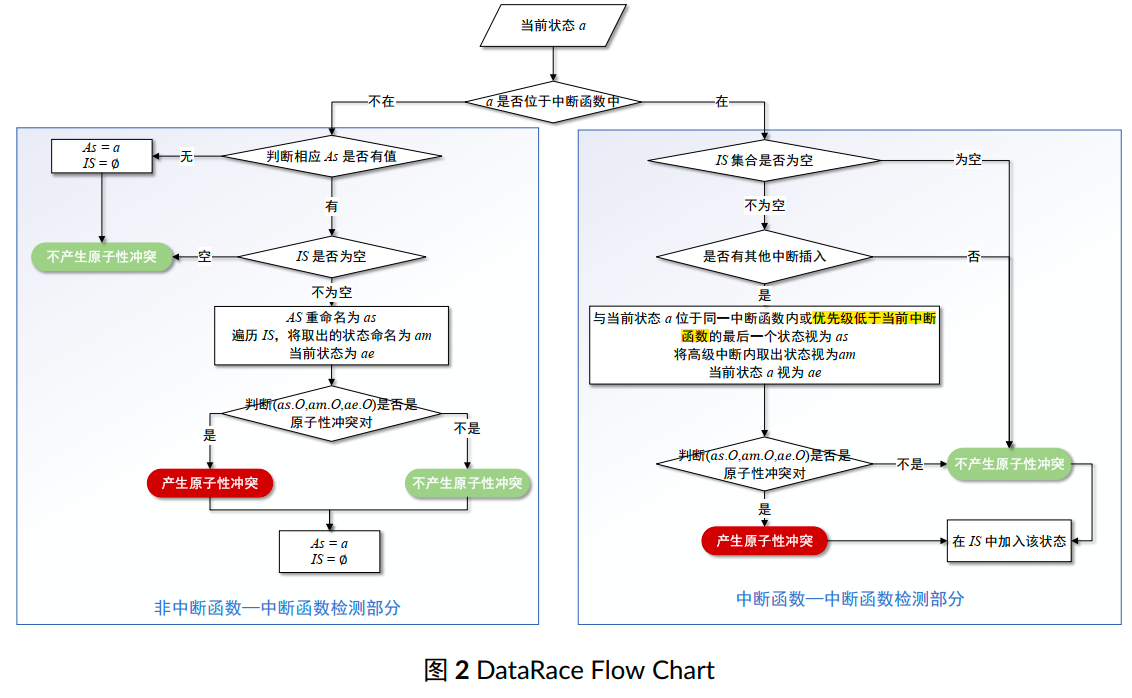 当前状态 a
a 是否位于中断函数中
不在
在
判断相应 As 是否有值
无
As = a
IS = ∅
有
不产生原子性冲突
空
IS 是否为空
不为空
AS 重命名为 as
遍历 IS，将取出的状态命名为 am
当前状态为 ae
判断(as.O,am.O,ae.O)是否是
原子性冲突对
是
不是
产生原子性冲突
不产生原子性冲突
As = a
IS = ∅
非中断函数—中断函数检测部分
IS 集合是否为空
为空
不为空
是否有其他中断插入
否
是
与当前状态 a 位于同一中断函数内或优先级低于当前中断
函数的最后一个状态视为 as
将高级中断内取出状态视为am
当前状态 a 视为 ae
判断(as.O,am.O,ae.O)是否是
原子性冲突对
不是
不产生原子性冲突
是
产生原子性冲突
在 IS 中加入该状态
中断函数—中断函数检测部分
图 2 DataRace Flow Chart